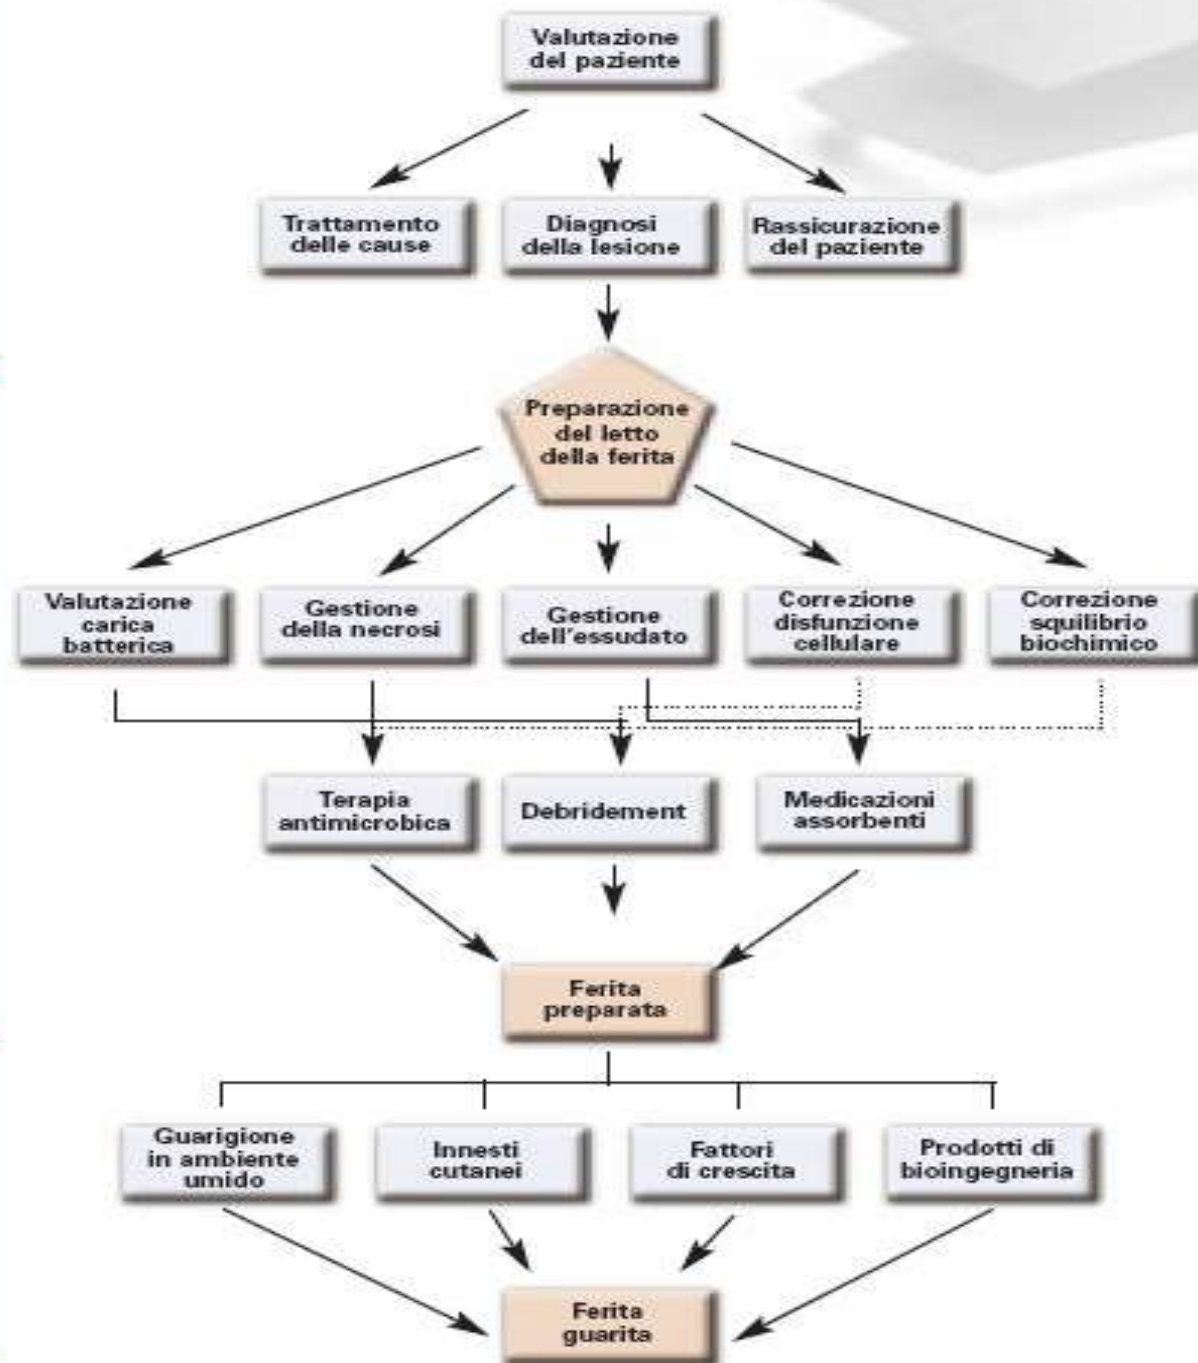 Valutazione
del paziente
Trattamento
delle cause
Diagnosi
della lesione
Rassicurazione
del paziente
Preparazione
del letto
della ferita
Valutazione
carica
batterica
Gestione
della necrosi
Gestione
dell'essudato
Correzione
disfunzione
cellulare
Correzione
squilibrio
biochimico
Terapia
antimicrobica
Debridement
Medicazioni
assorbenti
Ferita
preparata
Guarigione
in ambiente
umido
Innesti
cutanei
Fattori
di crescita
Prodotti di
bioingegneria
Ferita
guarita